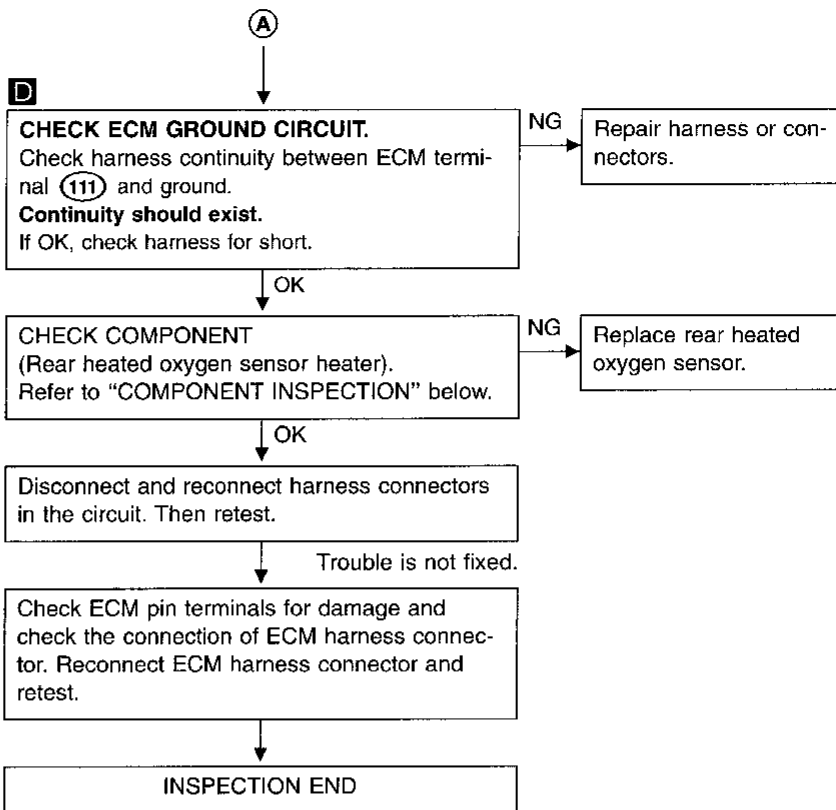 A
D
CHECK ECM GROUND CIRCUIT.
Check harness continuity between ECM termi-
nal 111 and ground.
Continuity should exist.
If OK, check harness for short.
NG
Repair harness or con-
nectors.
OK
CHECK COMPONENT
(Rear heated oxygen sensor heater).
Refer to “COMPONENT INSPECTION” below.
NG
Replace rear heated
oxygen sensor.
OK
Disconnect and reconnect harness connectors
in the circuit. Then retest.
Trouble is not fixed.
Check ECM pin terminals for damage and
check the connection of ECM harness connec-
tor. Reconnect ECM harness connector and
retest.
INSPECTION END